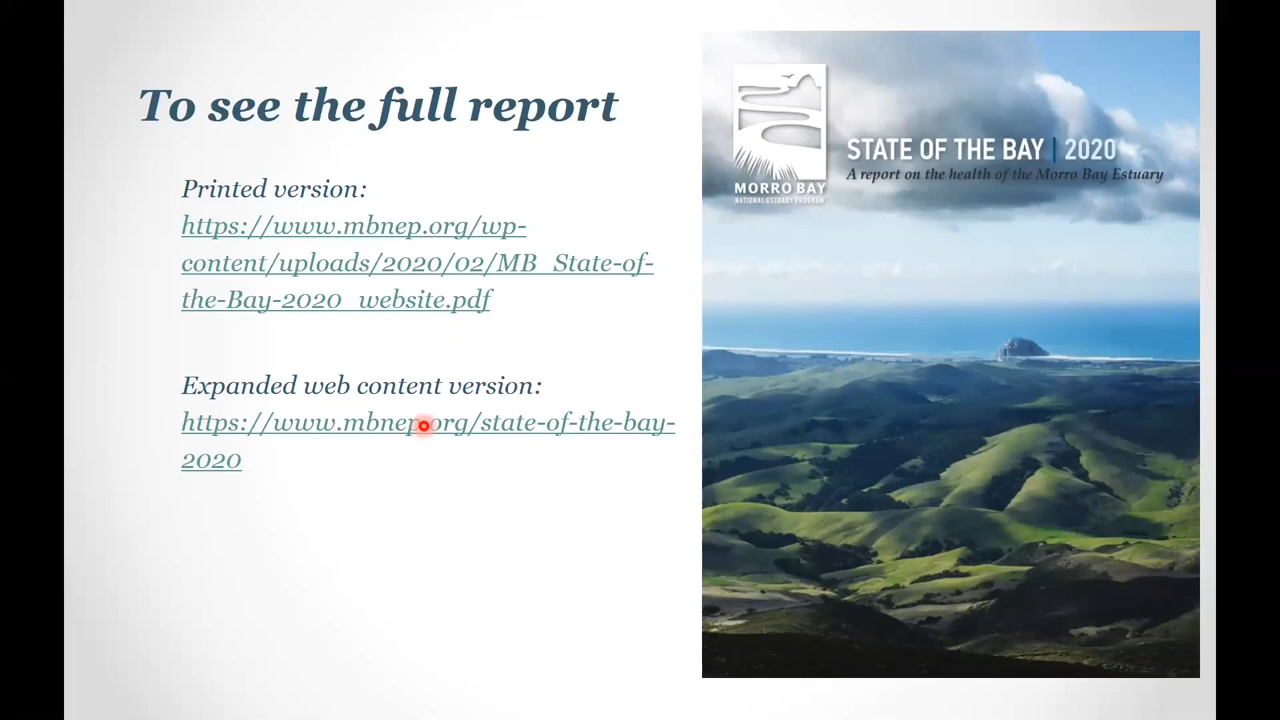 To see the full report
Printed version:
https://www.mbnep.org/wp-
content/uploads/2020/02/MB_State-of-
the-Bay-2020_website.pdf
Expanded web content version:
https://www.mbnep.org/state-of-the-bay-
2020
MORRO BAY
NATIONAL ESTUARY PROGRAM
STATE OF THE BAY | 2020
A report on the health of the Morro Bay Estuary